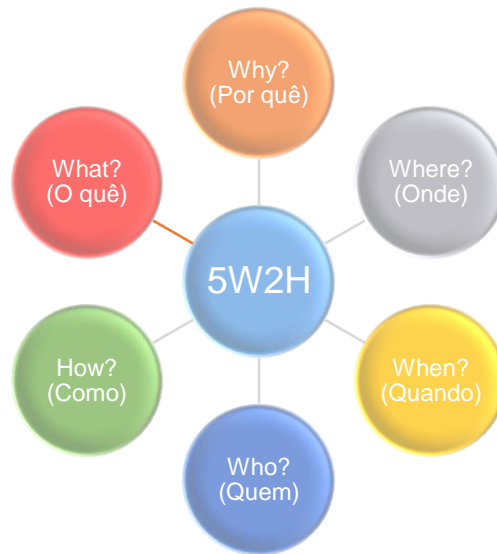 Why?
(Por quê)
What?
(O quê)
Where?
(Onde)
5W2H
How?
(Como)
When?
(Quando)
Who?
(Quem)